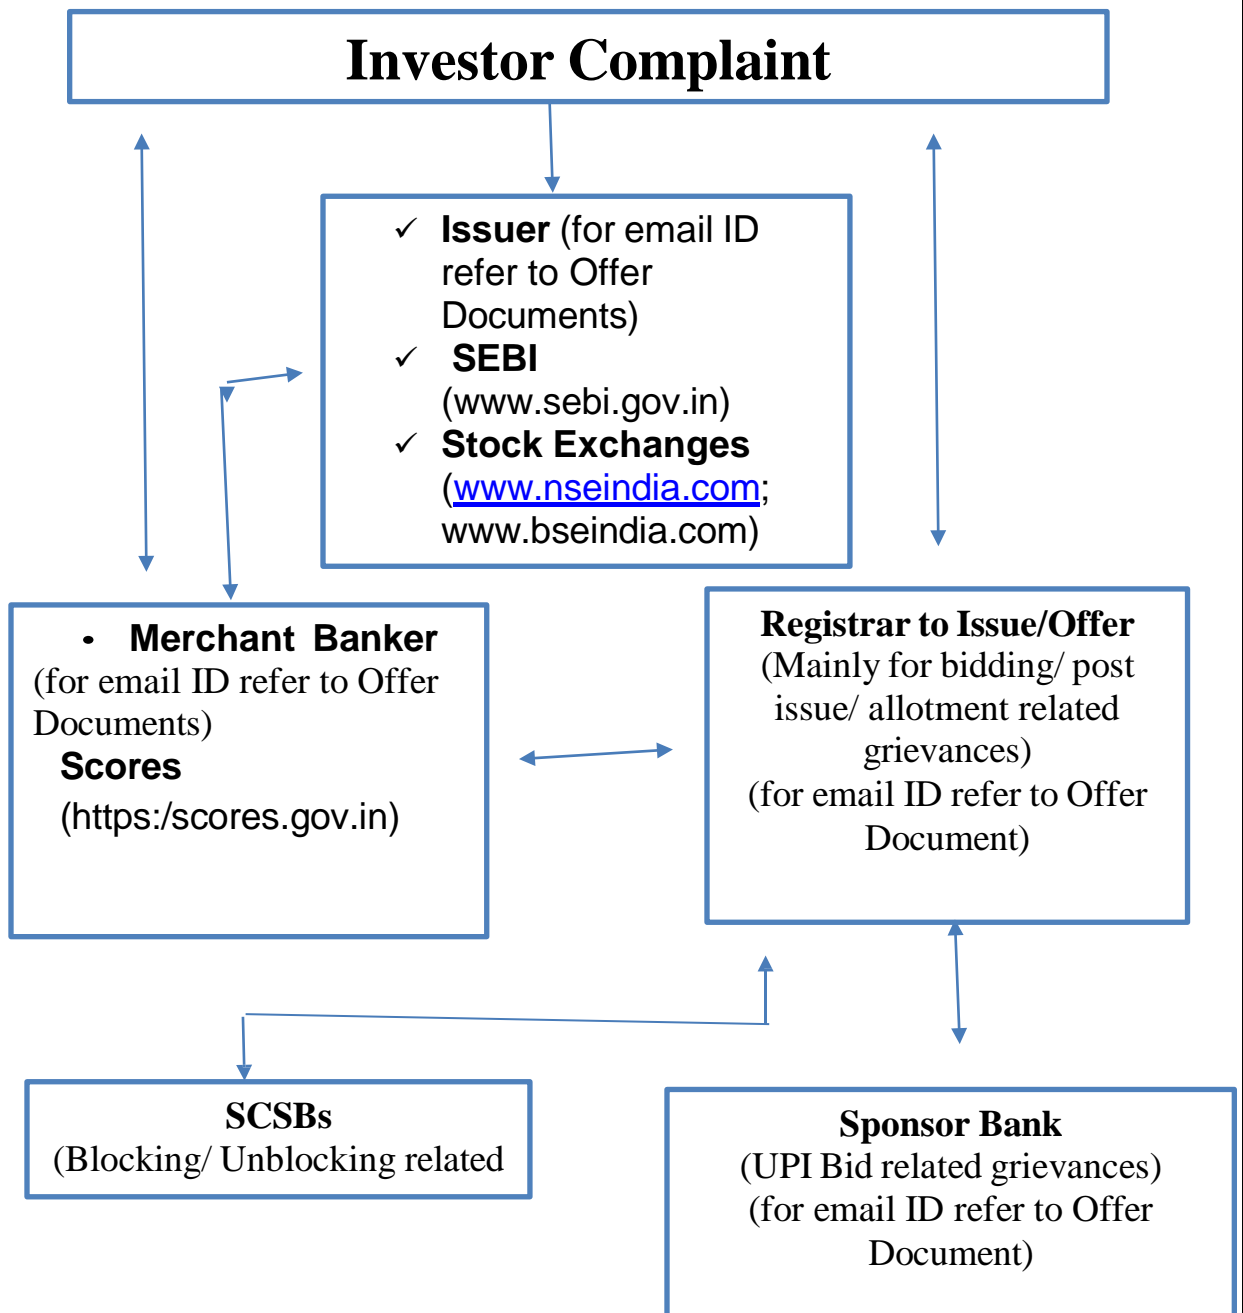 Investor Complaint
✓ Issuer (for email ID
refer to Offer
Documents)
✓ SEBI
(www.sebi.gov.in)
✓ Stock Exchanges
(www.nseindia.com;
www.bseindia.com)
• Merchant Banker
(for email ID refer to Offer
Documents)
Scores
(https:/scores.gov.in)
Registrar to Issue/Offer
(Mainly for bidding/ post
issue/ allotment related
grievances)
(for email ID refer to Offer
Document)
SCSBs
(Blocking/ Unblocking related
Sponsor Bank
(UPI Bid related grievances)
(for email ID refer to Offer
Document)